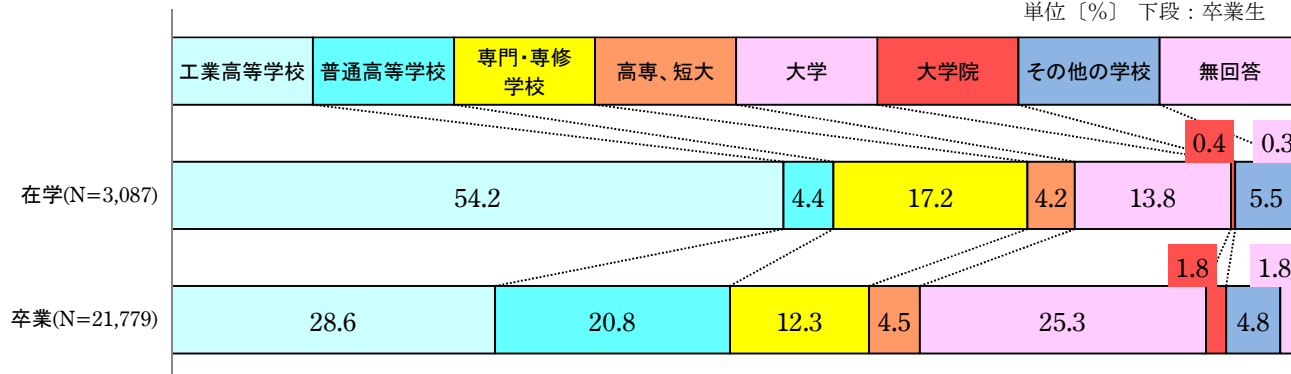 単位〔%〕 下段：卒業生
工業高等学校 普通高等学校 専門・専修 学校 高専、短大 大学 大学院 その他の学校 無回答
0.4 0.3
在学(N=3,087) 54.2 4.4 17.2 4.2 13.8 5.5
1.8 1.8
卒業(N=21,779) 28.6 20.8 12.3 4.5 25.3 4.8